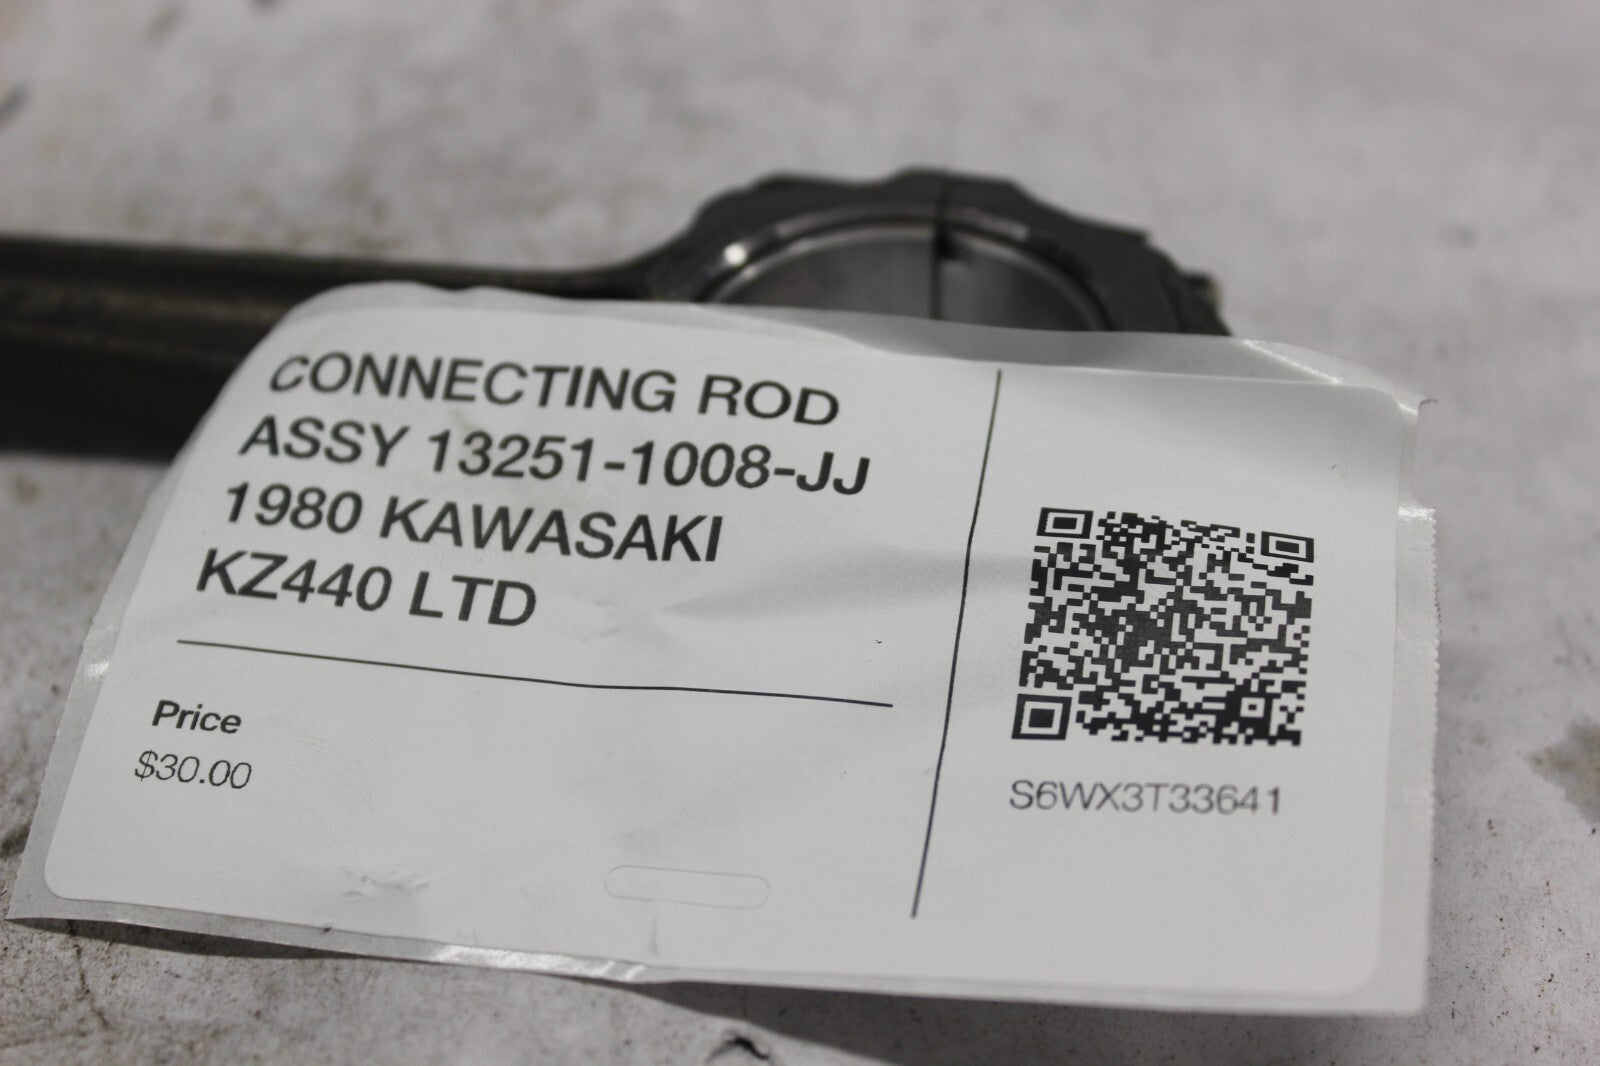 CONNECTING ROD
ASSY 13251-1008-JJ
1980 KAWASAKI
KZ440 LTD
Price
$30.00
S6WX3T33641